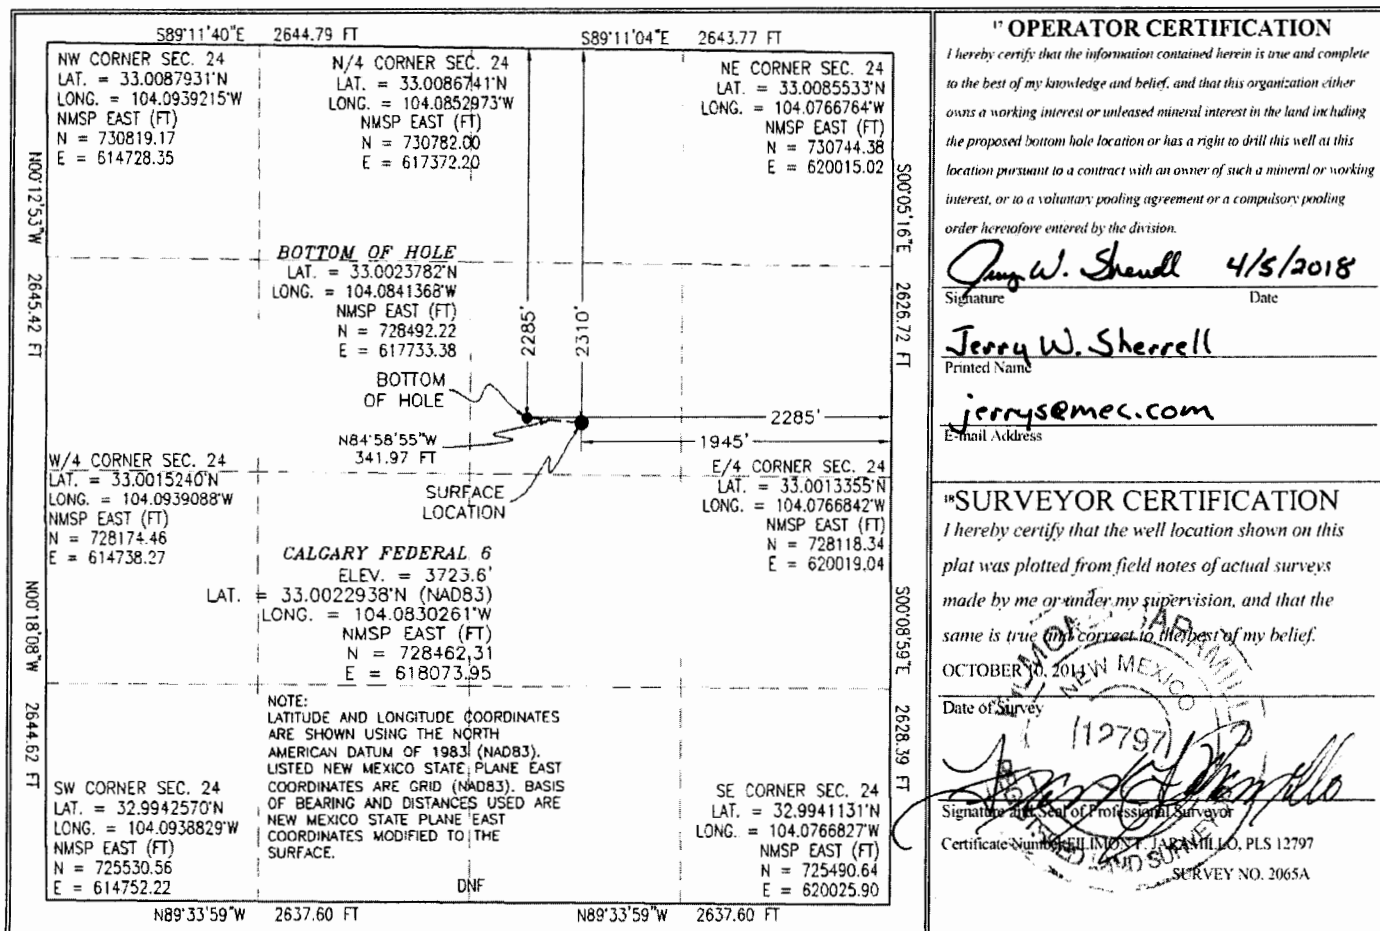 S89°11'40"E 2644.79 FT
S89°11'04"E 2643.77 FT
NW CORNER SEC. 24
LAT. = 33.0087931°N
LONG. = 104.0939215°W
NMSP EAST (FT)
N = 730819.17
E = 614728.35
N/4 CORNER SEC. 24
LAT. = 33.0086741°N
LONG. = 104.0852973°W
NMSP EAST (FT)
N = 730782.00
E = 617372.20
NE CORNER SEC. 24
LAT. = 33.0085533°N
LONG. = 104.0766764°W
NMSP EAST (FT)
N = 730744.38
E = 620015.02
N00°12'53"W 2645.42 FT
S00°05'16"E 2626.72 FT
BOTTOM OF HOLE
LAT. = 33.0023782°N
LONG. = 104.0841368°W
NMSP EAST (FT)
N = 728492.22
E = 617733.38
2285'
2310'
BOTTOM
OF HOLE
2285'
N84°58'55"W
341.97 FT
1945'
W/4 CORNER SEC. 24
LAT. = 33.0015240°N
LONG. = 104.0939088°W
NMSP EAST (FT)
N = 728174.46
E = 614738.27
SURFACE
LOCATION
E/4 CORNER SEC. 24
LAT. = 33.0013355°N
LONG. = 104.0766842°W
NMSP EAST (FT)
N = 728118.34
E = 620019.04
CALGARY FEDERAL 6
ELEV. = 3723.6'
LAT. = 33.0022938°N (NAD83)
LONG. = 104.0830261°W
NMSP EAST (FT)
N = 728462.31
E = 618073.95
N00°18'08"W 2644.62 FT
S00°08'59"E 2628.39 FT
NOTE:
LATITUDE AND LONGITUDE COORDINATES
ARE SHOWN USING THE NORTH
AMERICAN DATUM OF 1983 (NAD83).
LISTED NEW MEXICO STATE PLANE EAST
COORDINATES ARE GRID (NAD83). BASIS
OF BEARING AND DISTANCES USED ARE
NEW MEXICO STATE PLANE EAST
COORDINATES MODIFIED TO THE
SURFACE.
SW CORNER SEC. 24
LAT. = 32.9942570°N
LONG. = 104.0938829°W
NMSP EAST (FT)
N = 725530.56
E = 614752.22
SE CORNER SEC. 24
LAT. = 32.9941131°N
LONG. = 104.0766827°W
NMSP EAST (FT)
N = 725490.64
E = 620025.90
DNF
N89°33'59"W 2637.60 FT
N89°33'59"W 2637.60 FT
17 OPERATOR CERTIFICATION
I hereby certify that the information contained herein is true and complete
to the best of my knowledge and belief, and that this organization either
owns a working interest or unleased mineral interest in the land including
the proposed bottom hole location or has a right to drill this well at this
location pursuant to a contract with an owner of such a mineral or working
interest, or to a voluntary pooling agreement or a compulsory pooling
order heretofore entered by the division.
Jerry W. Sherrell 4/5/2018
Signature Date
Jerry W. Sherrell
Printed Name
jerrys@mec.com
E-mail Address
18 SURVEYOR CERTIFICATION
I hereby certify that the well location shown on this
plat was plotted from field notes of actual surveys
made by me or under my supervision, and that the
same is true and correct to the best of my belief.
OCTOBER 10, 2014
Date of Survey
NEW MEXICO
12797
Signature and Seal of Professional Surveyor
Certificate Number FILIMON F. JARAMILLO, PLS 12797
SURVEY NO. 2065A